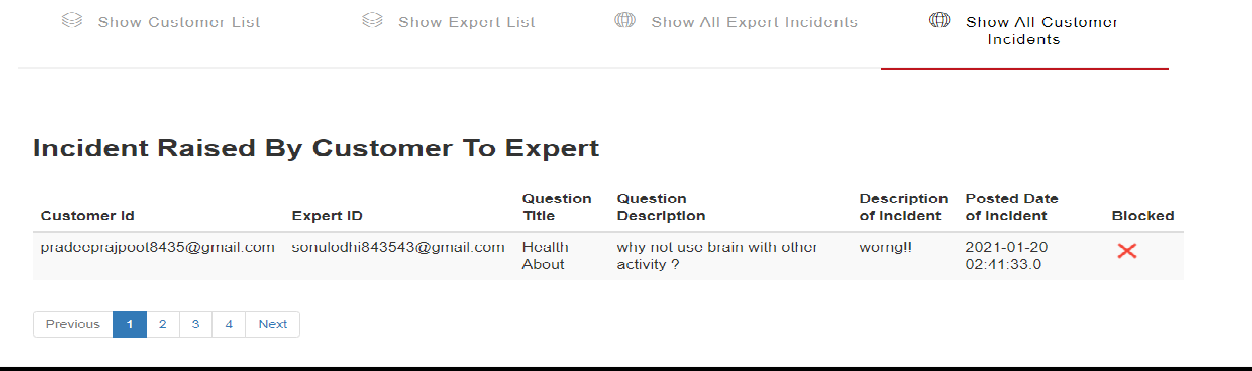 Show Customer List Show Expert List Show All Expert Incidents Show All Customer
Incidents
Incident Raised By Customer To Expert
Question Question Description Posted Date
Customer Id Expert ID Title Description of Incident of Incident Blocked
pradeeprajpoot8435@gmail.com sonulodhi843543@gmail.com Health why not use brain with other worng!! 2021-01-20
About activity ? 02:41:33.0
Previous 1 2 3 4 Next